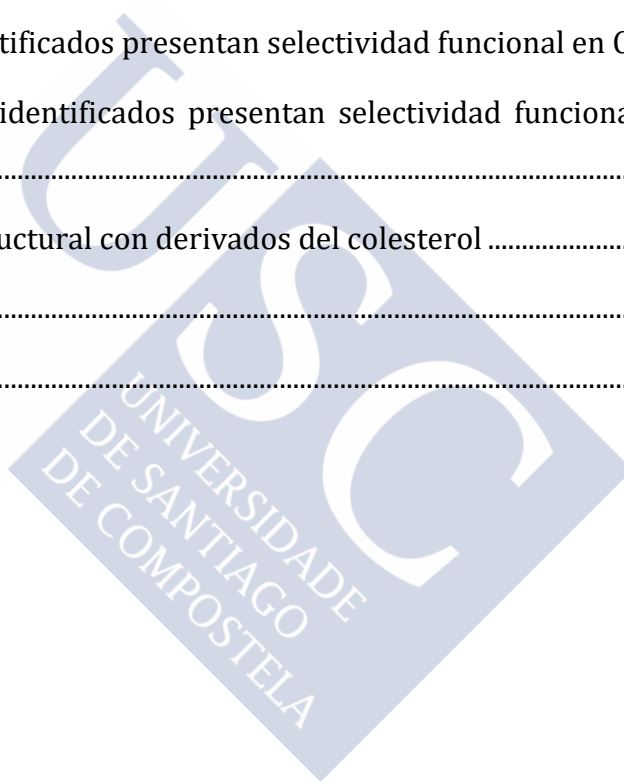 tificados presentan selectividad funcional en
identificados presentan selectividad funciona
................................................................
uctural con derivados del colesterol ....................
................................................................
................................................................
USC
UNIVERSIDADE
DE SANTIAGO
DE COMPOSTELA